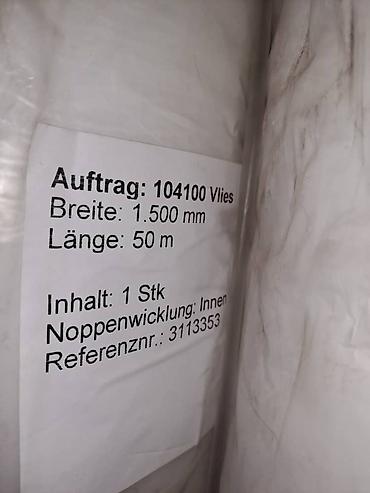 Auftrag: 104100 Vlies
Breite: 1.500 mm
Länge: 50 m
Inhalt: 1 Stk
Noppenwicklung: Innen
Referenznr.: 3113353